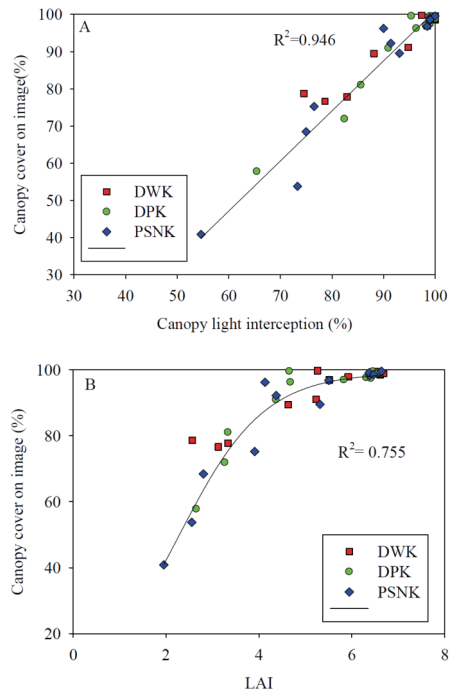 A
R²=0.946
Canopy cover on image(%)
100
90
80
70
60
50
40
30
DWK
DPK
PSNK
30 40 50 60 70 80 90 100
Canopy light interception (%)
B
R²= 0.755
Canopy cover on image (%)
100
80
60
40
20
DWK
DPK
PSNK
0 2 4 6 8
LAI